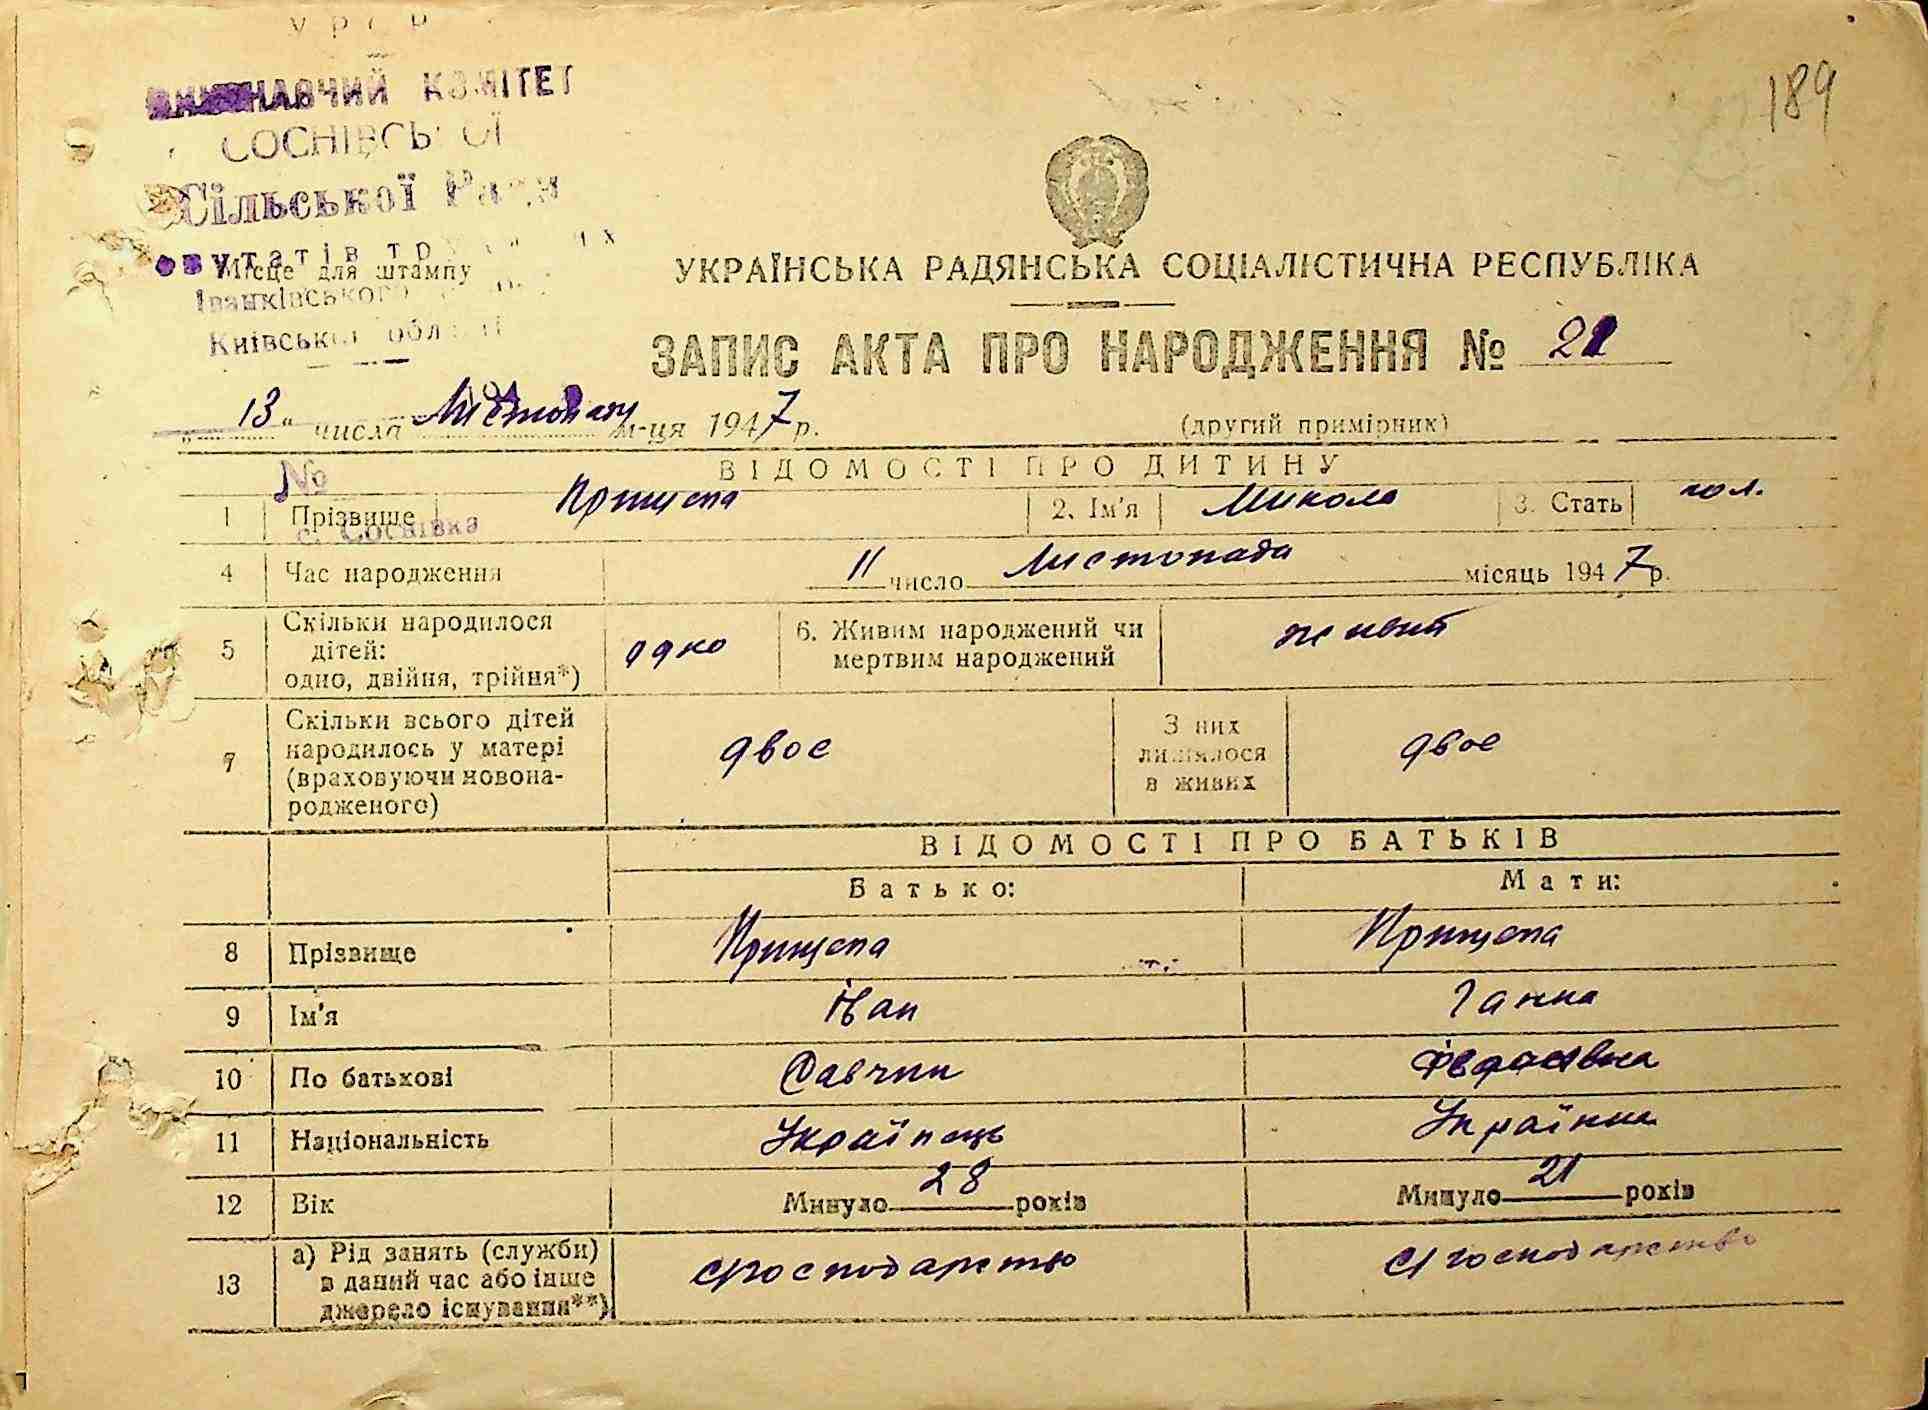 УРСР
ВИКОНАВЧИЙ КОМІТЕТ
СОСНІВСЬКОЇ
Сільської Ради
депутатів трудящих
Місце для штампу
Іванківського
Київської області
189
УКРАЇНСЬКА РАДЯНСЬКА СОЦІАЛІСТИЧНА РЕСПУБЛІКА
ЗАПИС АКТА ПРО НАРОДЖЕННЯ №
„13“ числа Листопаду м-ця 1947 р.
(другий примірник)
№
с. Соснівка
ВІДОМОСТІ ПРО ДИТИНУ
1 Прізвище Прищепа 2. Ім'я Микола 3. Стать чол.
4 Час народження 11 число Листопада місяць 1947 р.
5 Скільки народилося дітей: одно, двійня, трійня*) одно 6. Живим народжений чи мертвим народжений живий
7 Скільки всього дітей народилось у матері (враховуючи новона-родженого) двоє З них лишилося в живих двоє
ВІДОМОСТІ ПРО БАТЬКІВ
Батько: Мати:
8 Прізвище Прищепа Прищепа
9 Ім'я Іван Ганна
10 По батькові Савчин
11 Національність Українець Українка
12 Вік Минуло 28 років Минуло 21 років
13 а) Рід занять (служби) в даний час або інше джерело існування**)